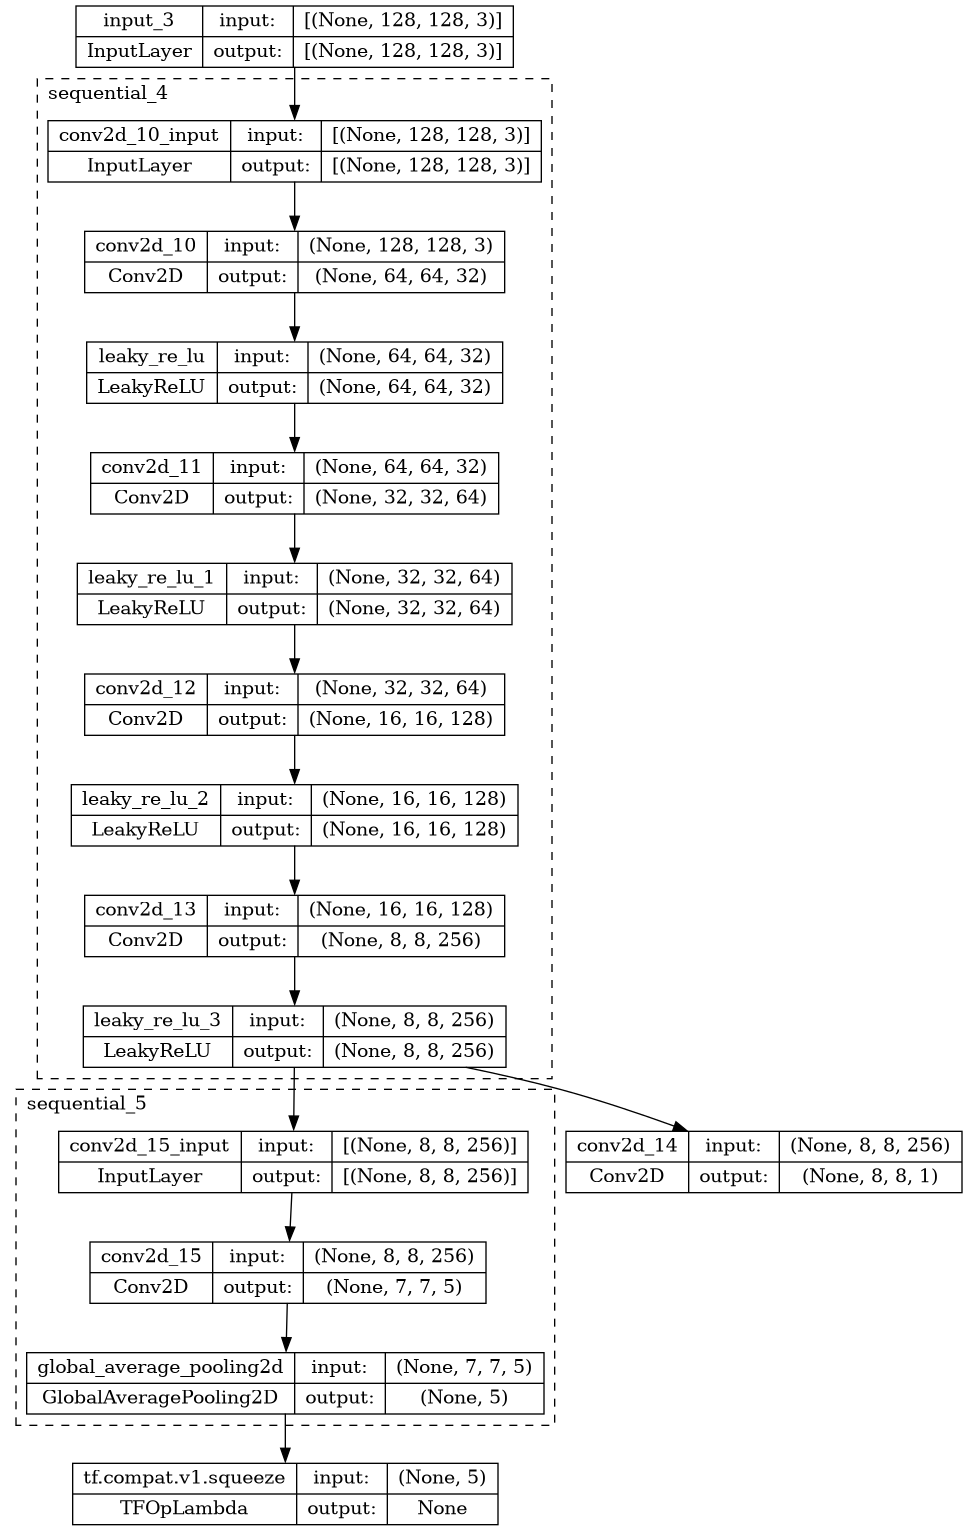 input_3 input: [(None, 128, 128, 3)]
InputLayer output: [(None, 128, 128, 3)]
sequential_4
conv2d_10_input input: [(None, 128, 128, 3)]
InputLayer output: [(None, 128, 128, 3)]
conv2d_10 input: (None, 128, 128, 3)
Conv2D output: (None, 64, 64, 32)
leaky_re_lu input: (None, 64, 64, 32)
LeakyReLU output: (None, 64, 64, 32)
conv2d_11 input: (None, 64, 64, 32)
Conv2D output: (None, 32, 32, 64)
leaky_re_lu_1 input: (None, 32, 32, 64)
LeakyReLU output: (None, 32, 32, 64)
conv2d_12 input: (None, 32, 32, 64)
Conv2D output: (None, 16, 16, 128)
leaky_re_lu_2 input: (None, 16, 16, 128)
LeakyReLU output: (None, 16, 16, 128)
conv2d_13 input: (None, 16, 16, 128)
Conv2D output: (None, 8, 8, 256)
leaky_re_lu_3 input: (None, 8, 8, 256)
LeakyReLU output: (None, 8, 8, 256)
sequential_5
conv2d_15_input input: [(None, 8, 8, 256)]
InputLayer output: [(None, 8, 8, 256)]
conv2d_14 input: (None, 8, 8, 256)
Conv2D output: (None, 8, 8, 1)
conv2d_15 input: (None, 8, 8, 256)
Conv2D output: (None, 7, 7, 5)
global_average_pooling2d input: (None, 7, 7, 5)
GlobalAveragePooling2D output: (None, 5)
tf.compat.v1.squeeze input: (None, 5)
TFOpLambda output: None